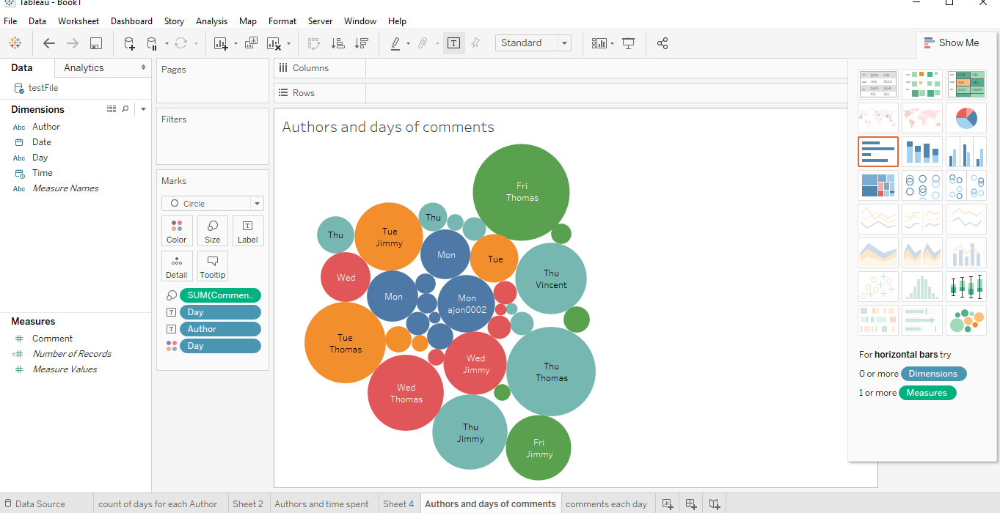 Tableau - Book1
File Data Worksheet Dashboard Story Analysis Map Format Server Window Help
Standard
Show Me
Data Analytics
testFile
Dimensions
Abc Author
Date
Abc Day
Time
Abc Measure Names
Measures
Comment
Number of Records
Measure Values
Pages
Filters
Marks
Circle
Color Size Label
Detail Tooltip
SUM(Commen..
Day
Author
Day
Columns
Rows
Authors and days of comments
Fri
Thomas
Thu
Thu
Tue
Jimmy
Mon
Tue
Wed
Thu
Vincent
Mon
Mon
ajon0002
Tue
Thomas
Wed
Jimmy
Thu
Thomas
Wed
Thomas
Thu
Jimmy
Fri
Jimmy
For horizontal bars try
0 or more Dimensions
1 or more Measures
Data Source count of days for each Author Sheet 2 Authors and time spent Sheet 4 Authors and days of comments comments each day